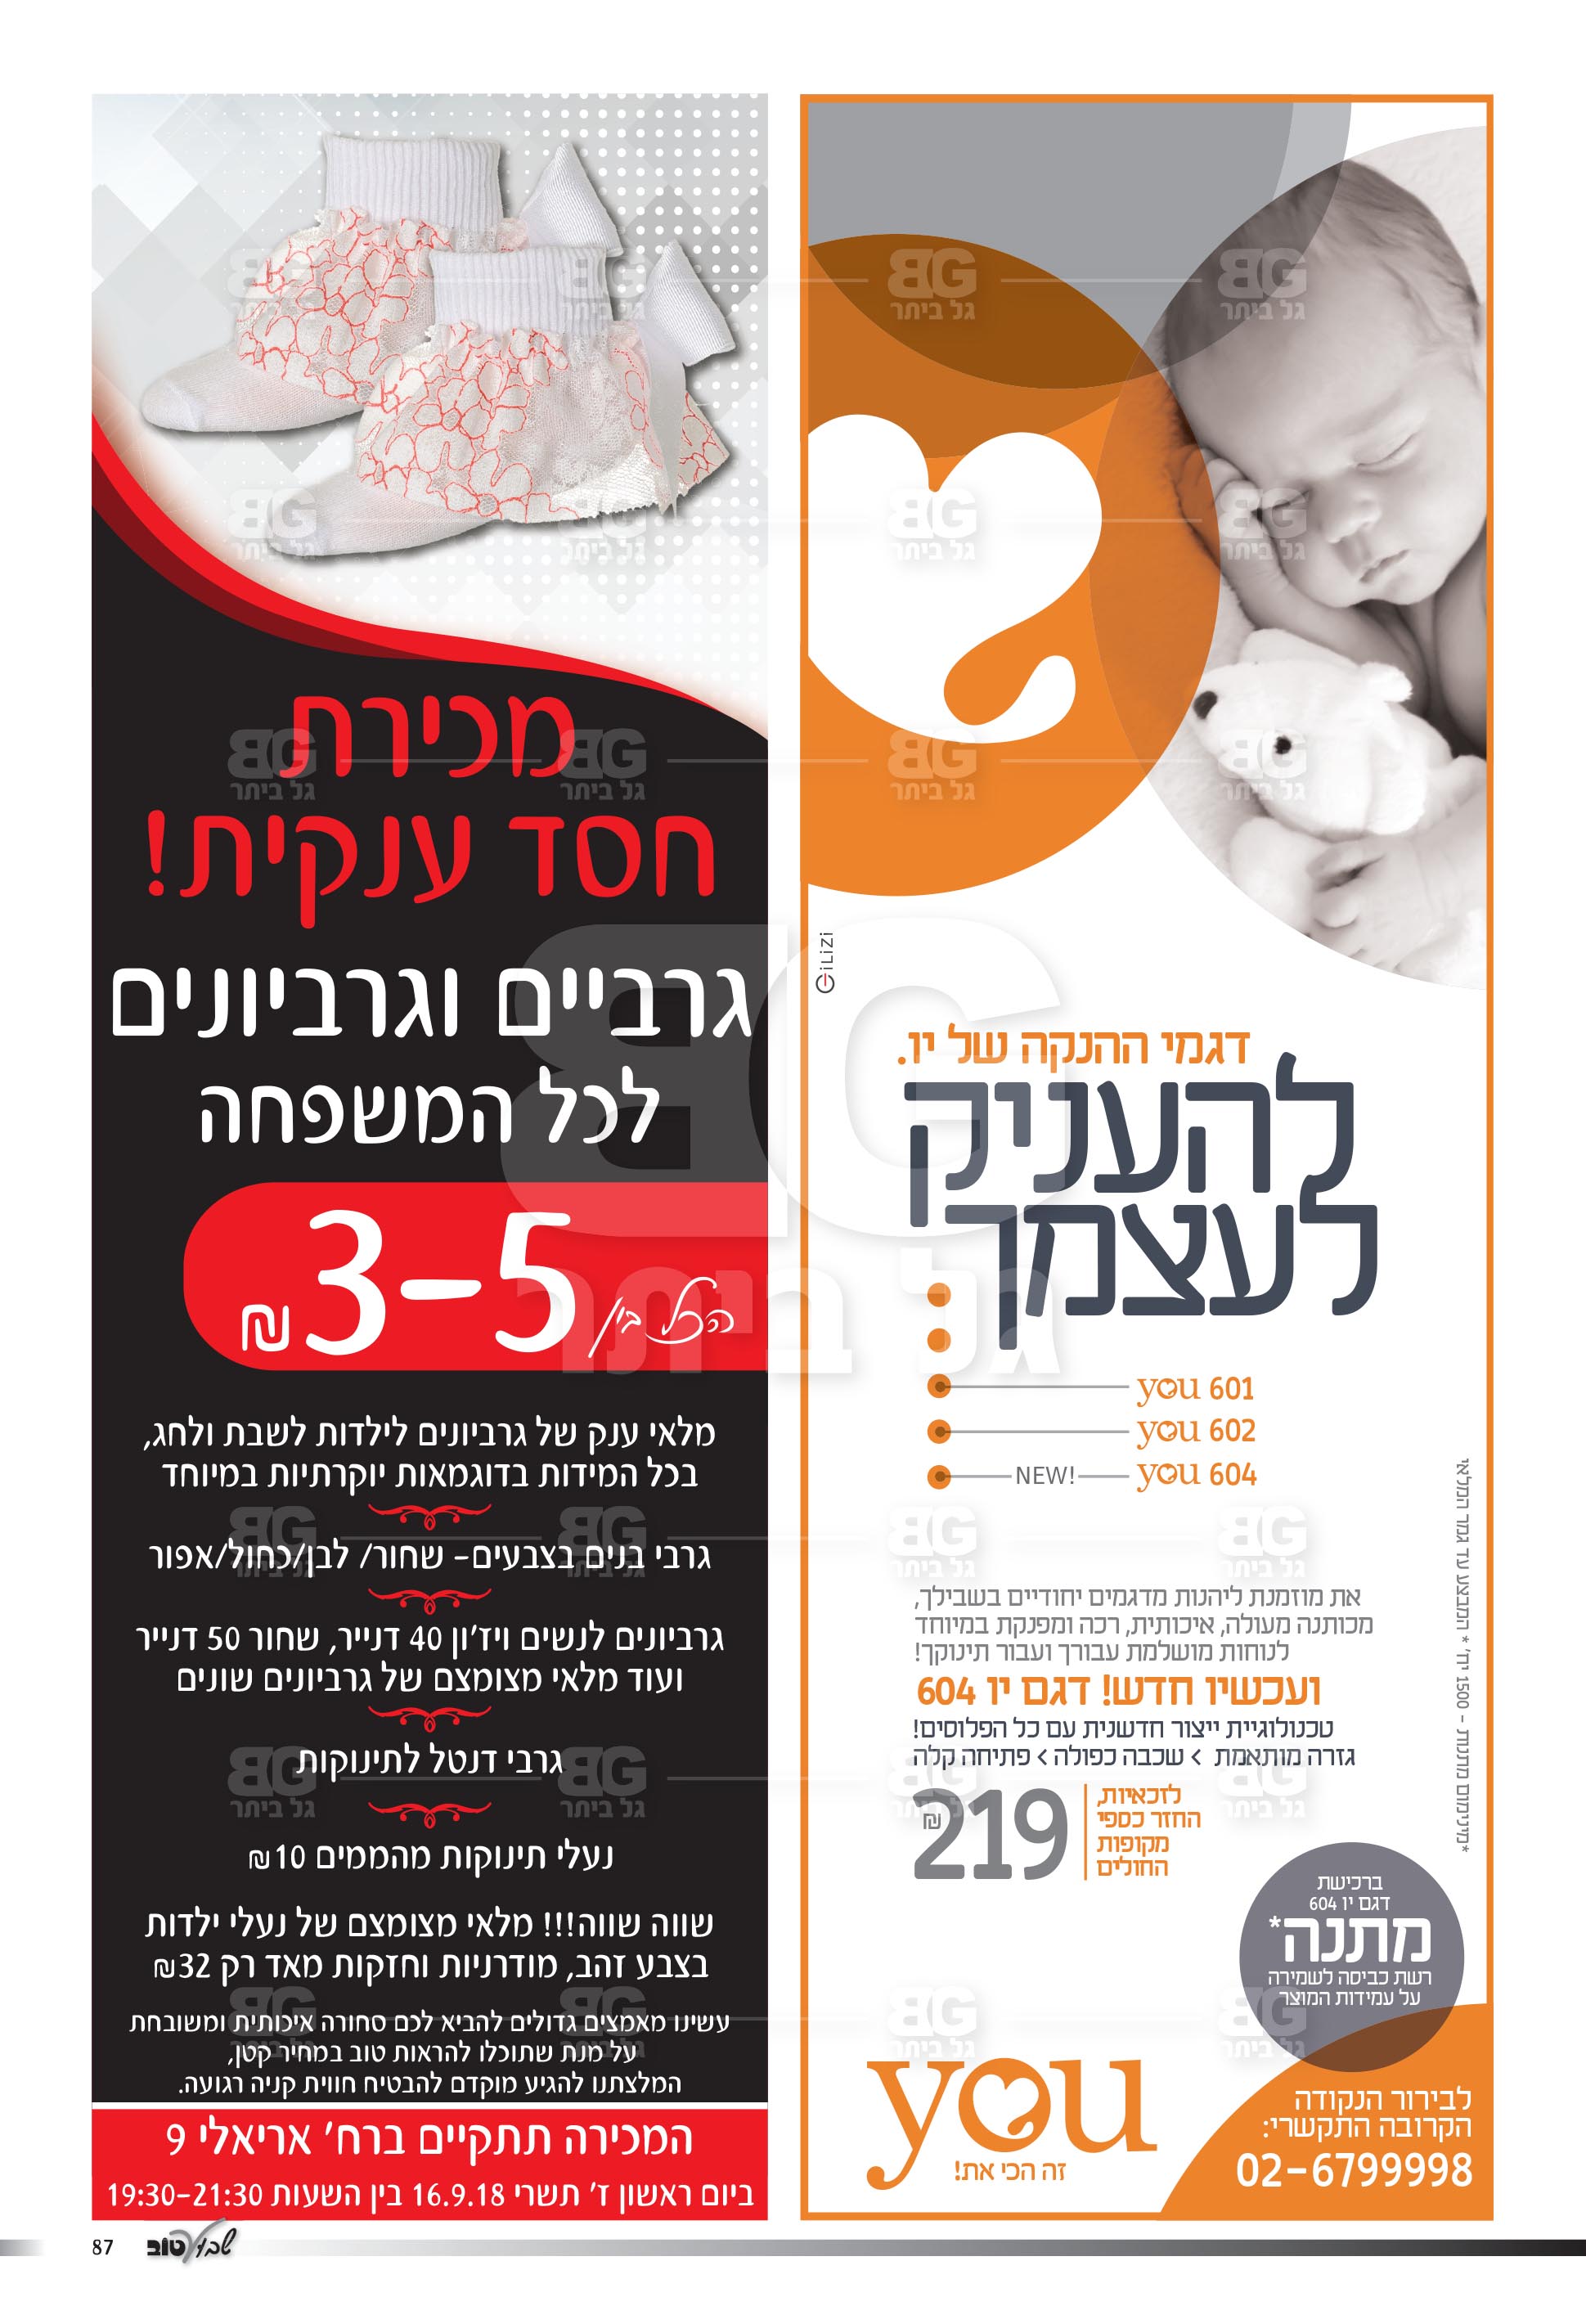 דגמי ההנקה של יו.
להעניק
לעצמך
you 601
you 602
NEW! you 604
את מוזמנת ליהנות מדגמים יחודיים בשבילך,
מכותנה מעולה, איכותית, רכה ומפנקת במיוחד
לנוחות מושלמת עבורך ועבור תינוקך!
ועכשיו חדש! דגם יו 604
טכנולוגיית ייצור חדשנית עם כל הפלוסים!
גזרה מותאמת > שכבה כפולה > פתיחה קלה
219 ₪
לזכאיות,
החזר כספי
מקופות
החולים
ברכישת
דגם יו 604
מתנה*
רשת כביסה לשמירה
על עמידות המוצר
*מינימום מתנות - 1500 יח' * המבצע עד גמר המלאי
GiLiZi
you
זה הכי את!
לבירור הנקודה
הקרובה התקשרי:
02-6799998
מכירת
חסד ענקית!
גרביים וגרביונים
לכל המשפחה
הכל בין 3-5 ₪
מלאי ענק של גרביונים לילדות לשבת ולחג,
בכל המידות בדוגמאות יוקרתיות במיוחד
גרבי בנים בצבעים- שחור/ לבן/כחול/אפור
גרביונים לנשים ויז'ון 40 דנייר, שחור 50 דנייר
ועוד מלאי מצומצם של גרביונים שונים
גרבי דנטל לתינוקות
נעלי תינוקות מהממים 10₪
שווה שווה!!! מלאי מצומצם של נעלי ילדות
בצבע זהב, מודרניות וחזקות מאד רק 32₪
עשינו מאמצים גדולים להביא לכם סחורה איכותית ומשובחת
על מנת שתוכלו להראות טוב במחיר קטן,
המלצתנו להגיע מוקדם להבטיח חווית קניה רגועה.
המכירה תתקיים ברח' אריאלי 9
ביום ראשון ז' תשרי 16.9.18 בין השעות 19:30-21:30
BG
גל ביתר
87
שבוע טוב